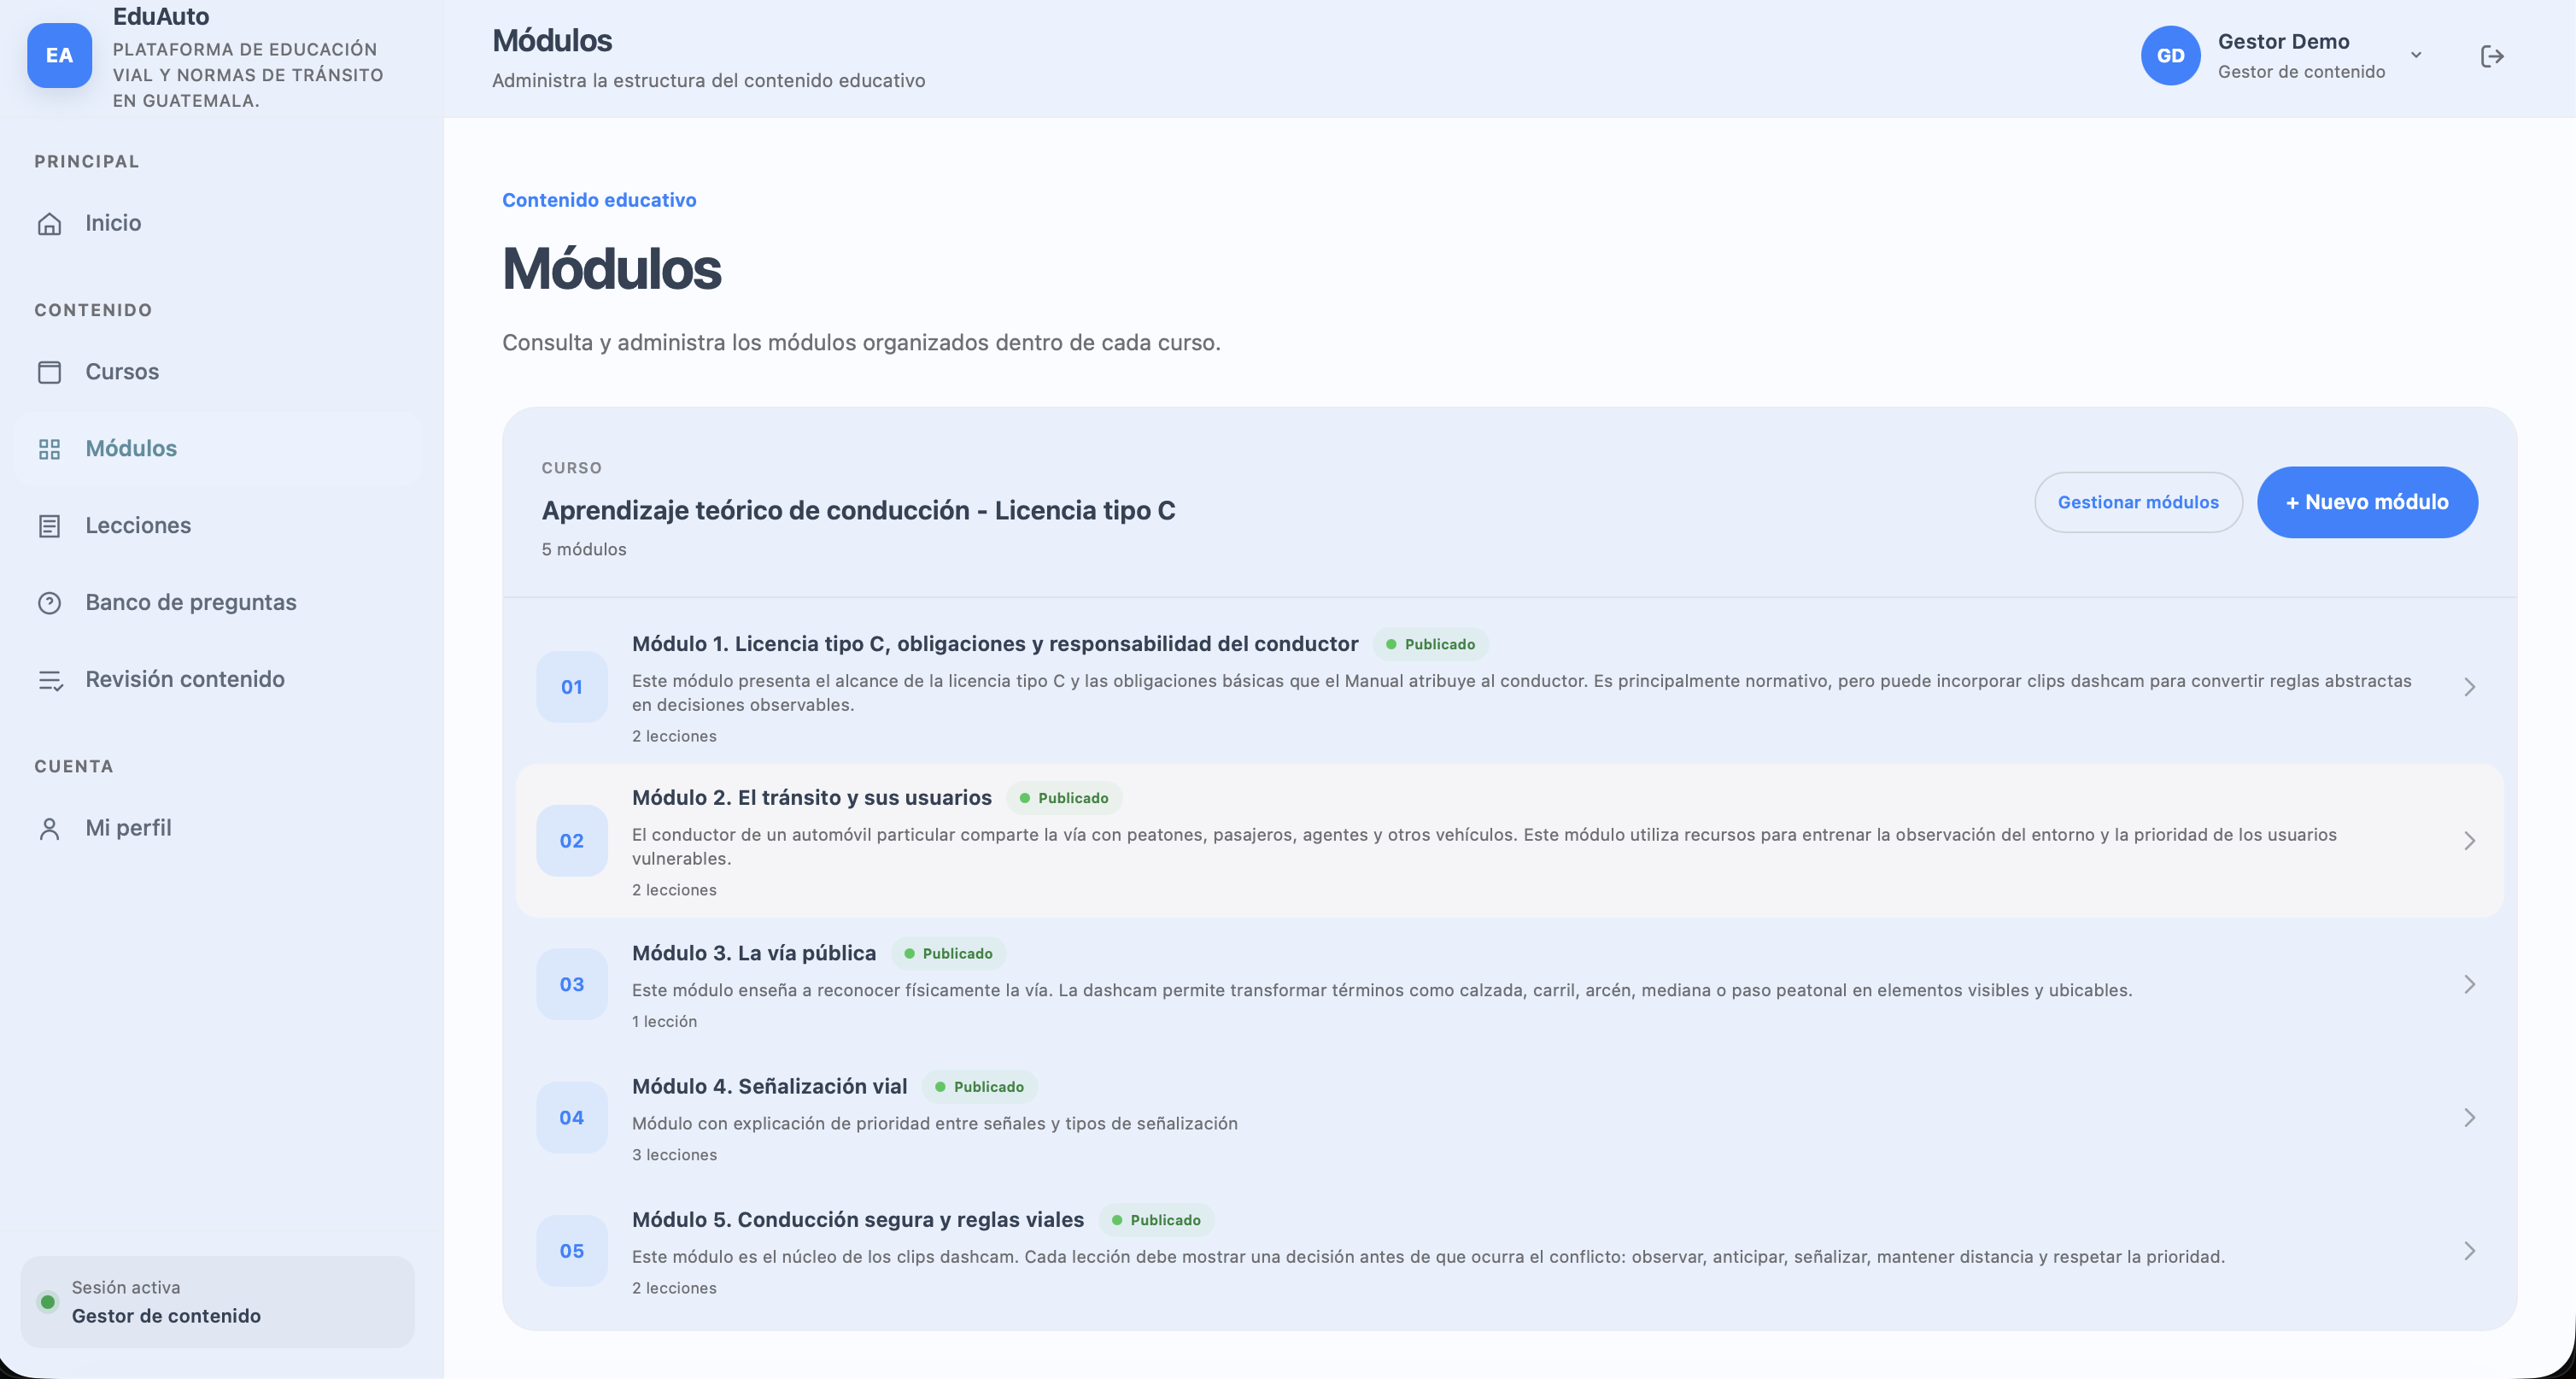 EA
EduAuto
PLATAFORMA DE EDUCACIÓN
VIAL Y NORMAS DE TRÁNSITO
EN GUATEMALA.
PRINCIPAL
Inicio
CONTENIDO
Cursos
Módulos
Lecciones
Banco de preguntas
Revisión contenido
CUENTA
Mi perfil
Sesión activa
Gestor de contenido
Módulos
Administra la estructura del contenido educativo
GD
Gestor Demo
Gestor de contenido
Contenido educativo
Módulos
Consulta y administra los módulos organizados dentro de cada curso.
CURSO
Aprendizaje teórico de conducción - Licencia tipo C
5 módulos
Gestionar módulos
+ Nuevo módulo
01
Módulo 1. Licencia tipo C, obligaciones y responsabilidad del conductor
Publicado
Este módulo presenta el alcance de la licencia tipo C y las obligaciones básicas que el Manual atribuye al conductor. Es principalmente normativo, pero puede incorporar clips dashcam para convertir reglas abstractas
en decisiones observables.
2 lecciones
02
Módulo 2. El tránsito y sus usuarios
Publicado
El conductor de un automóvil particular comparte la vía con peatones, pasajeros, agentes y otros vehículos. Este módulo utiliza recursos para entrenar la observación del entorno y la prioridad de los usuarios
vulnerables.
2 lecciones
03
Módulo 3. La vía pública
Publicado
Este módulo enseña a reconocer físicamente la vía. La dashcam permite transformar términos como calzada, carril, arcén, mediana o paso peatonal en elementos visibles y ubicables.
1 lección
04
Módulo 4. Señalización vial
Publicado
Módulo con explicación de prioridad entre señales y tipos de señalización
3 lecciones
05
Módulo 5. Conducción segura y reglas viales
Publicado
Este módulo es el núcleo de los clips dashcam. Cada lección debe mostrar una decisión antes de que ocurra el conflicto: observar, anticipar, señalizar, mantener distancia y respetar la prioridad.
2 lecciones